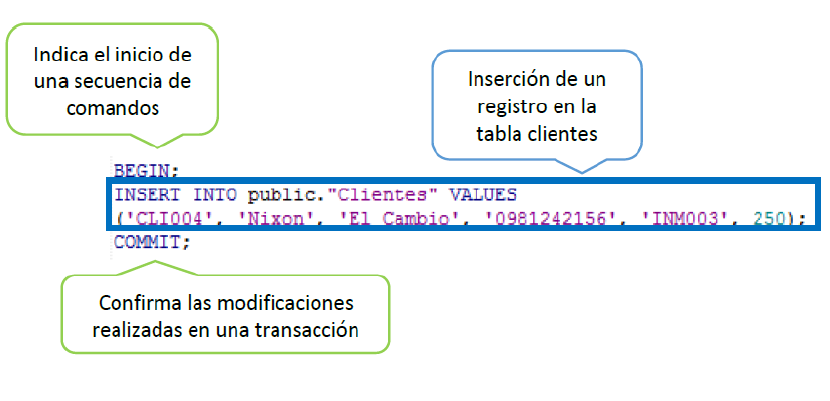 Indica el inicio de
una secuencia de
comandos
Inserción de un
registro en la
tabla clientes
BEGIN;
INSERT INTO public."Clientes" VALUES
('CLI004', 'Nixon', 'El Cambio', '0981242156', 'INM003', 250);
COMMIT;
Confirma las modificaciones
realizadas en una transacción